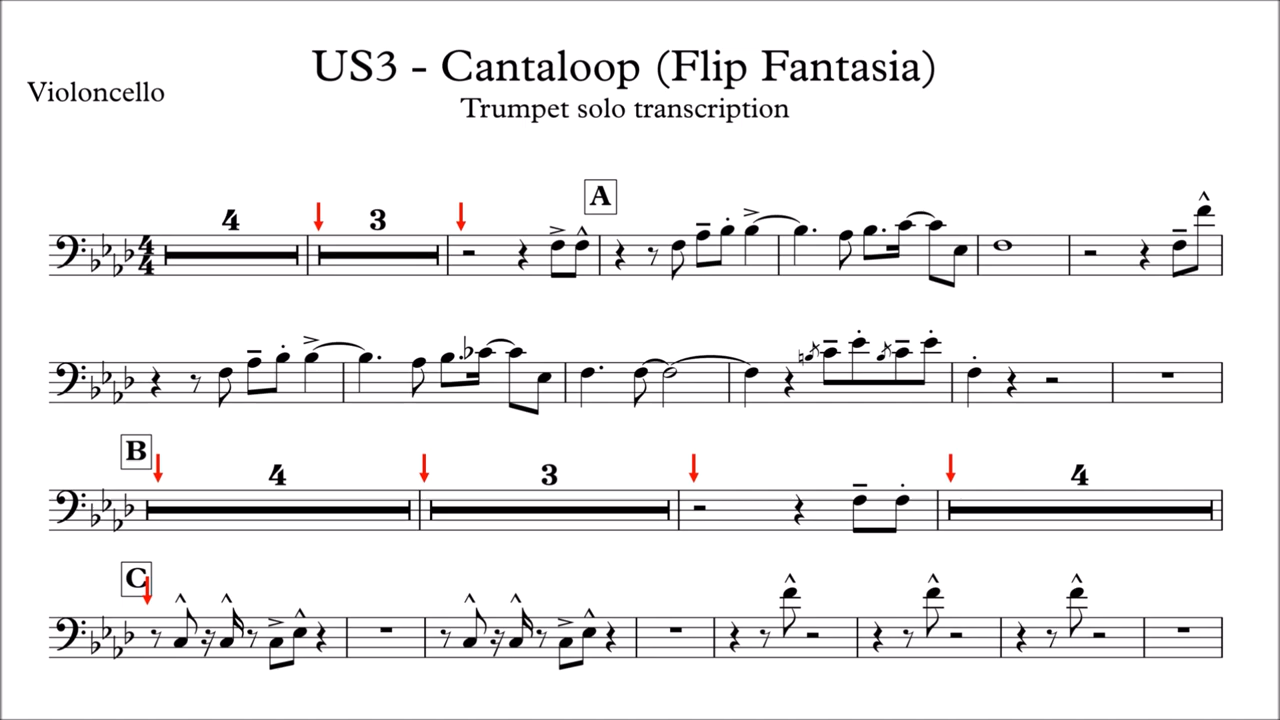 US3 - Cantaloop (Flip Fantasia)
Violoncello
Trumpet solo transcription
4 3 A
B 4 3 4
C